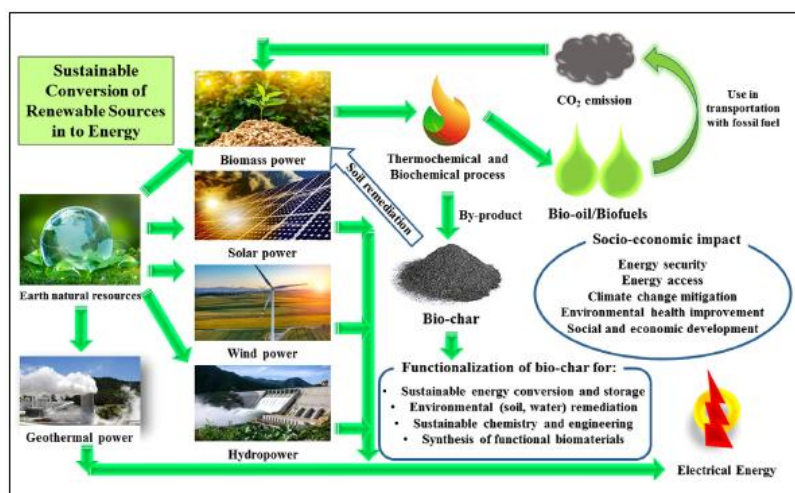 Sustainable
Conversion of
Renewable Sources
in to Energy
Biomass power
Solar power
Wind power
Hydropower
Earth natural resources
Geothermal power
Thermochemical and
Biochemical process
By-product
Soil remediation
Bio-char
CO₂ emission
Use in
transportation
with fossil fuel
Bio-oil/Biofuels
Socio-economic impact
Energy security
Energy access
Climate change mitigation
Environmental health improvement
Social and economic development
Functionalization of bio-char for:
• Sustainable energy conversion and storage
• Environmental (soil, water) remediation
• Sustainable chemistry and engineering
• Synthesis of functional biomaterials
Electrical Energy